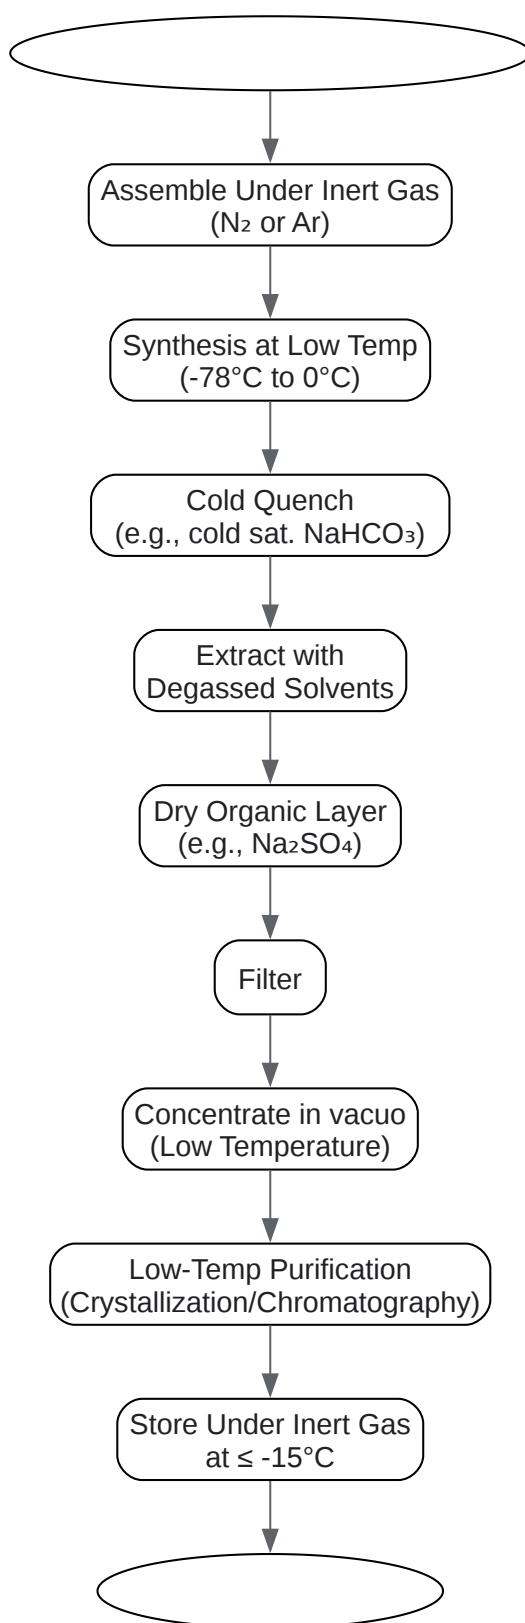 Assemble Under Inert Gas
(N₂ or Ar)
Synthesis at Low Temp
(-78°C to 0°C)
Cold Quench
(e.g., cold sat. NaHCO₃)
Extract with
Degassed Solvents
Dry Organic Layer
(e.g., Na₂SO₄)
Filter
Concentrate in vacuo
(Low Temperature)
Low-Temp Purification
(Crystallization/Chromatography)
Store Under Inert Gas
at ≤ -15°C